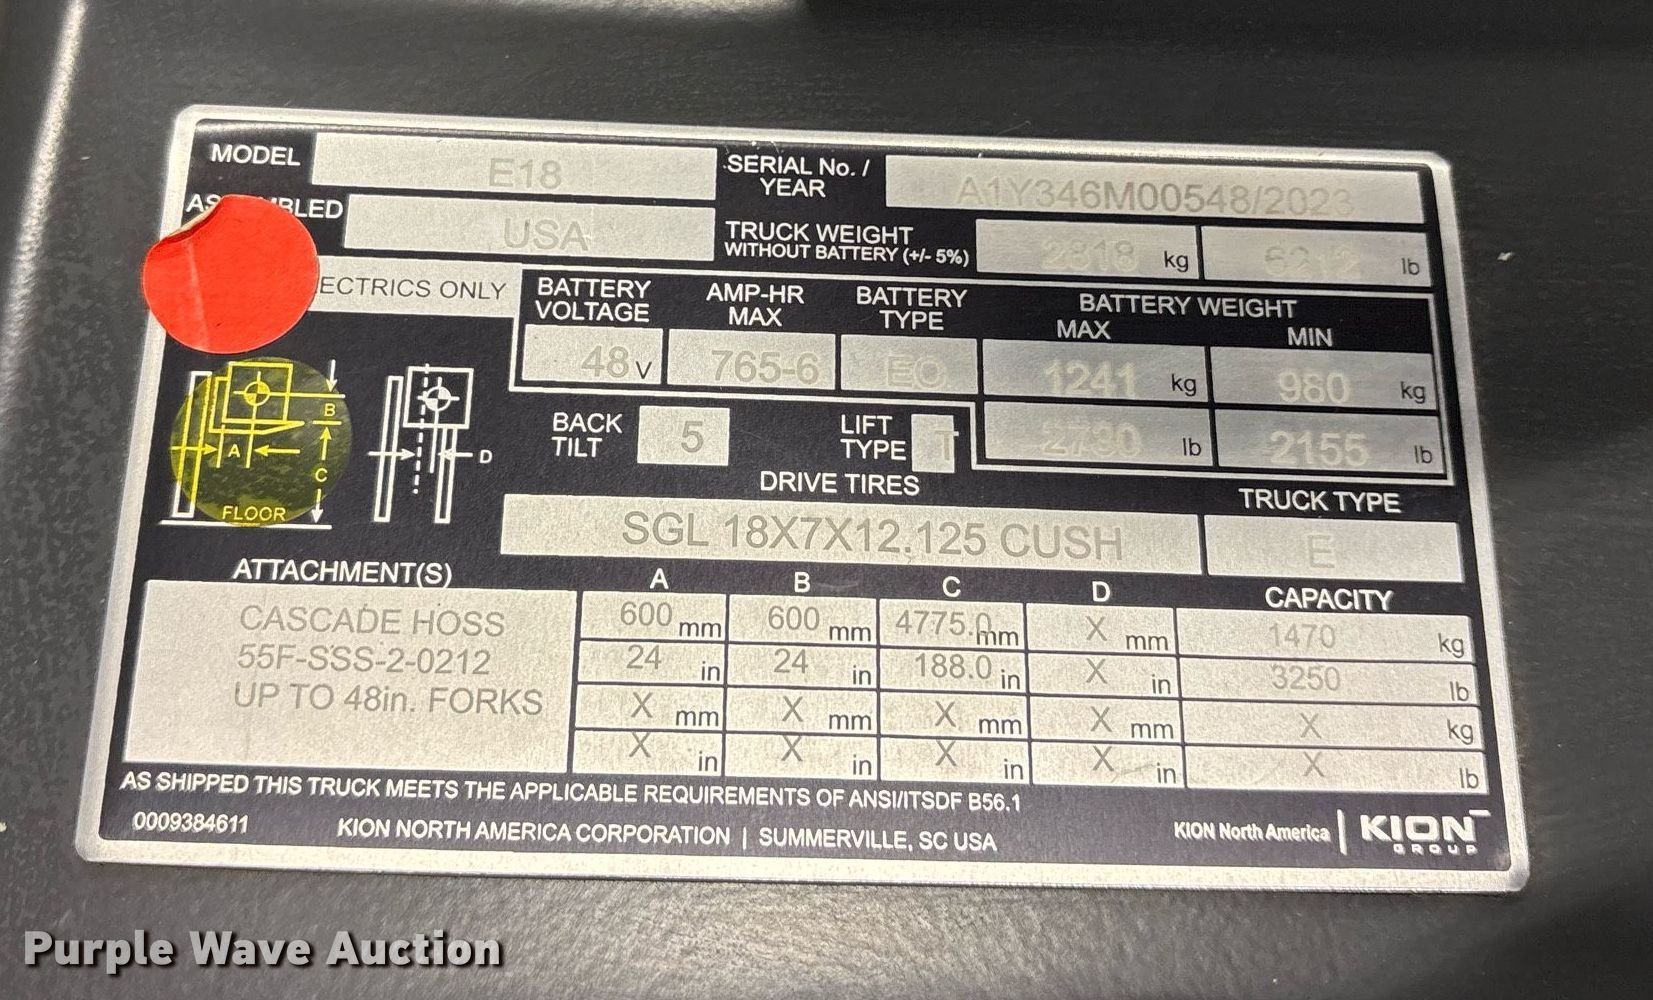 MODEL E18 SERIAL No. / YEAR A1Y346M00548/2023
ASSEMBLED USA TRUCK WEIGHT WITHOUT BATTERY (+/- 5%) 2818 kg 6212 lb
ECTRICS ONLY
BATTERY VOLTAGE 48 V
AMP-HR MAX 765-6
BATTERY TYPE EO
BATTERY WEIGHT
MAX 1241 kg lb
MIN 980 kg 2155 lb
BACK TILT 5
LIFT TYPE T
DRIVE TIRES
SGL 18X7X12.125 CUSH
TRUCK TYPE
E
A B C D
FLOOR
ATTACHMENT(S) A B C D CAPACITY
CASCADE HOSS
55F-SSS-2-0212
UP TO 48in. FORKS
600 mm 600 mm 4775.0 mm X mm 1470 kg
24 in 24 in 188.0 in X in 3250 lb
X mm X mm X mm X mm X kg
X in X in X in X in X lb
AS SHIPPED THIS TRUCK MEETS THE APPLICABLE REQUIREMENTS OF ANSI/ITSDF B56.1
0009384611 KION NORTH AMERICA CORPORATION | SUMMERVILLE, SC USA
KION North America | KION GROUP
Purple Wave Auction